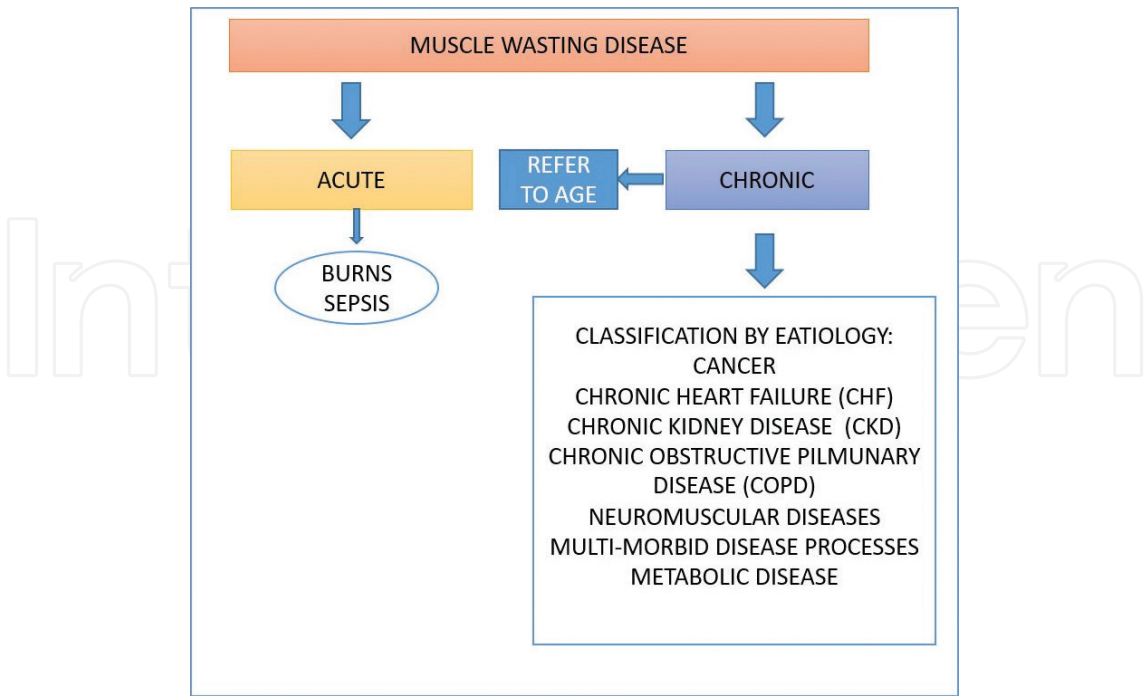 MUSCLE WASTING DISEASE
ACUTE
REFER
TO AGE
CHRONIC
BURNS
SEPSIS
CLASSIFICATION BY EATIOLOGY:
CANCER
CHRONIC HEART FAILURE (CHF)
CHRONIC KIDNEY DISEASE (CKD)
CHRONIC OBSTRUCTIVE PILMUNARY
DISEASE (COPD)
NEUROMUSCULAR DISEASES
MULTI-MORBID DISEASE PROCESSES
METABOLIC DISEASE